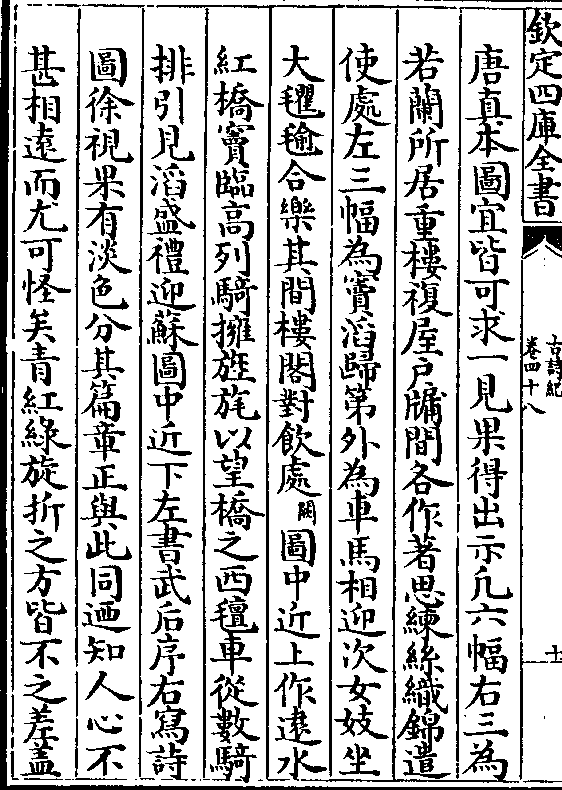 欽定四庫全書
古詩紀
卷四十八
十
唐真本圖宜皆可求一見果得出示凢六幅右三為
若蘭所居重樓複屋户牖間各作著思練絲織錦遣
使處左三幅為竇滔歸第外為車馬相迎次女妓坐
大氍毹合樂其間樓閣對飲處闕圖中近上作逺水
紅橋竇臨高列騎擁旌旄以望橋之西氊車從數騎
排引見滔盛禮迎蘇圖中近下左書武后序右寫詩
圖徐視果有淡色分其篇章正與此同廼知人心不
甚相逺而尤可怪矣青紅綠旋折之方皆不之差蓋